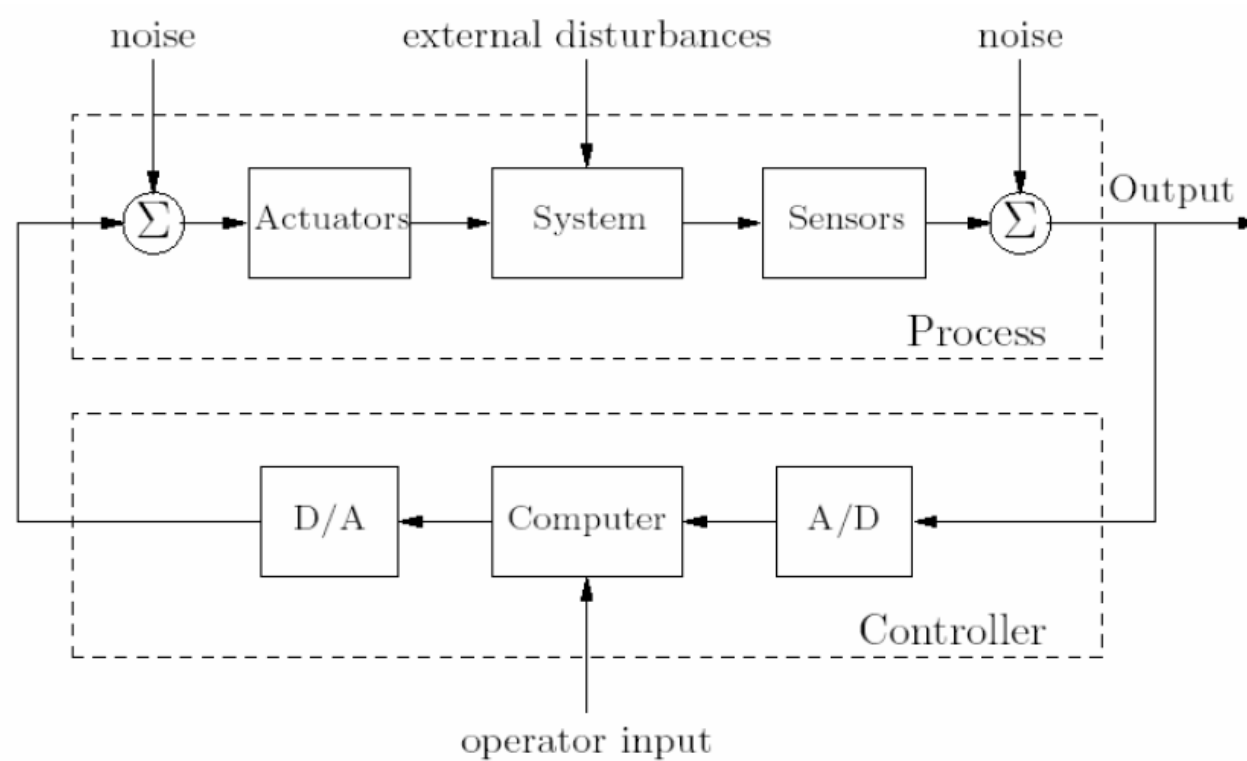 noise
external disturbances
noise
Output
Σ
Actuators
System
Sensors
Σ
Process
D/A
Computer
A/D
Controller
operator input